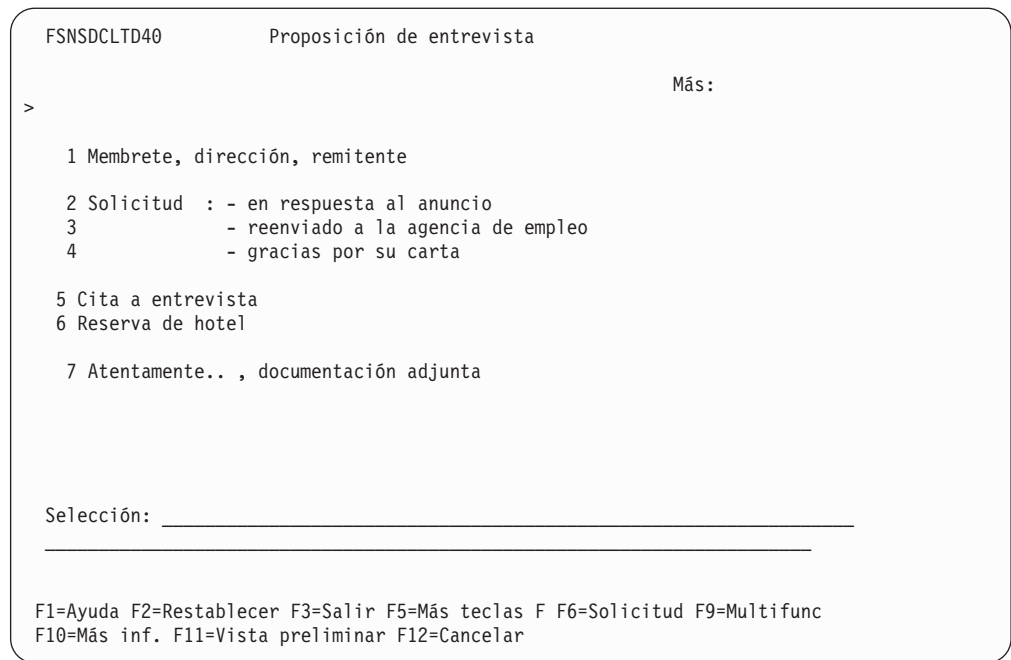 FSNSDCLTD40 Proposición de entrevista
Más:
>
1 Membrete, dirección, remitente
2 Solicitud : - en respuesta al anuncio
3 - reenviado a la agencia de empleo
4 - gracias por su carta
5 Cita a entrevista
6 Reserva de hotel
7 Atentamente.. , documentación adjunta
Selección: _________________________________________________________________
________________________________________________________________________
F1=Ayuda F2=Restablecer F3=Salir F5=Más teclas F F6=Solicitud F9=Multifunc
F10=Más inf. F11=Vista preliminar F12=Cancelar